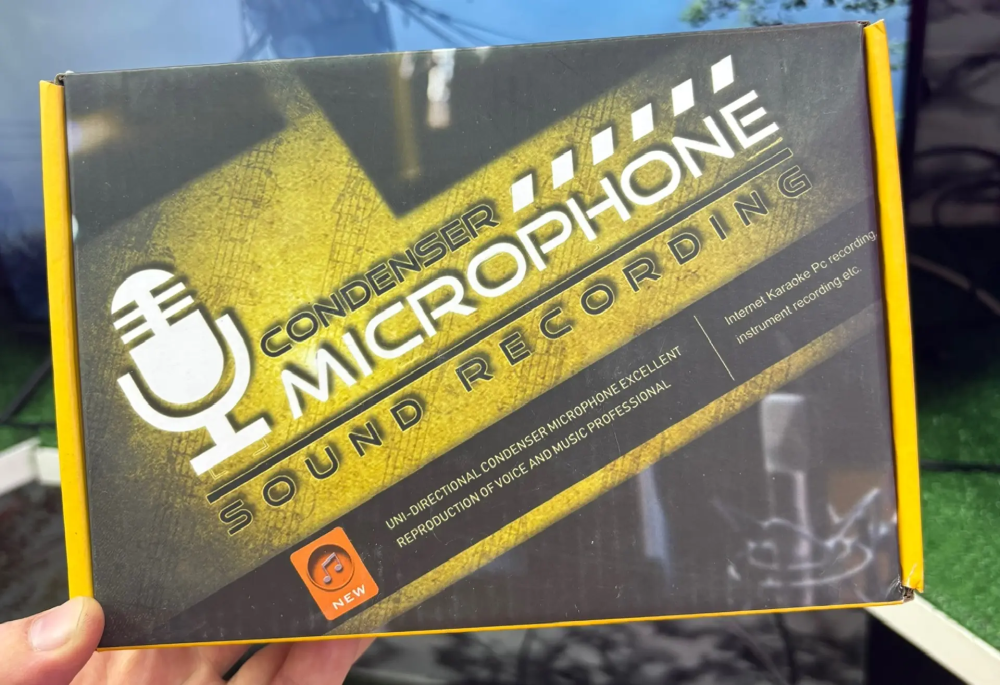 CONDENSER
MICROPHONE
SOUND RECORDING
UNI-DIRECTIONAL CONDENSER MICROPHONE EXCELLENT
REPRODUCTION OF VOICE AND MUSIC PROFESSIONAL
Internet Karaoke Pc recording,
instrument recording,etc.
NEW